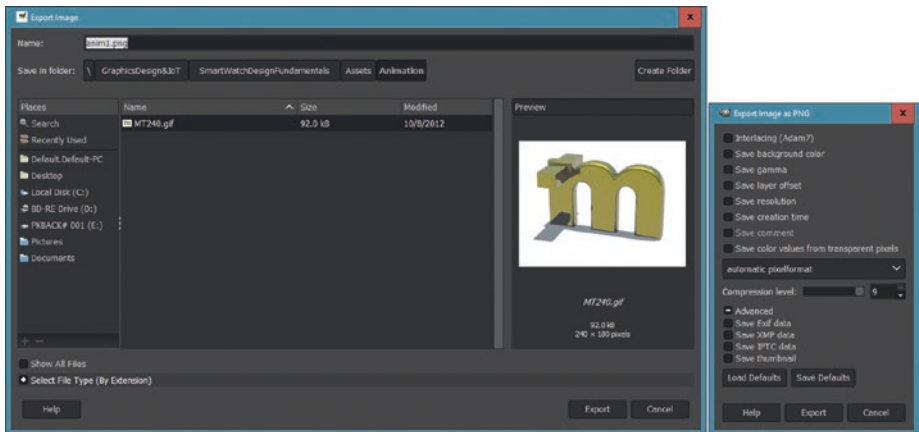 Export Image
Name: anim1.png
Save in folder: \ GraphicsDesign&IoT SmartWatchDesignFundamentals Assets Animation Create Folder
Places
Search
Recently Used
Default.Default-PC
Desktop
Local Disk (C:)
BD-RE Drive (D:)
PKBACK# 001 (E:)
Pictures
Documents
Name Size Modified
MT240.gif 92.0 kB 10/8/2012
Preview
m
MT240.gif
92.0 kB
240 × 180 pixels
Show All Files
Select File Type (By Extension)
Help Export Cancel
Export Image as PNG
Interlacing (Adam7)
Save background color
Save gamma
Save layer offset
Save resolution
Save creation time
Save comment
Save color values from transparent pixels
automatic pixelformat
Compression level: 9
Advanced
Save Exif data
Save XMP data
Save IPTC data
Save thumbnail
Load Defaults Save Defaults
Help Export Cancel